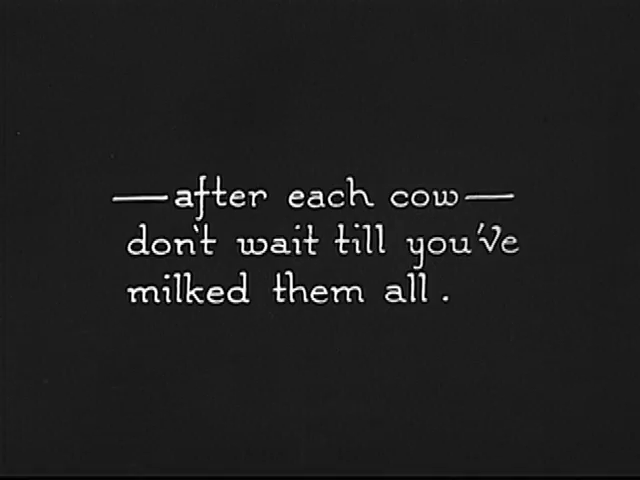 —after each cow—
don't wait till you've
milked them all.